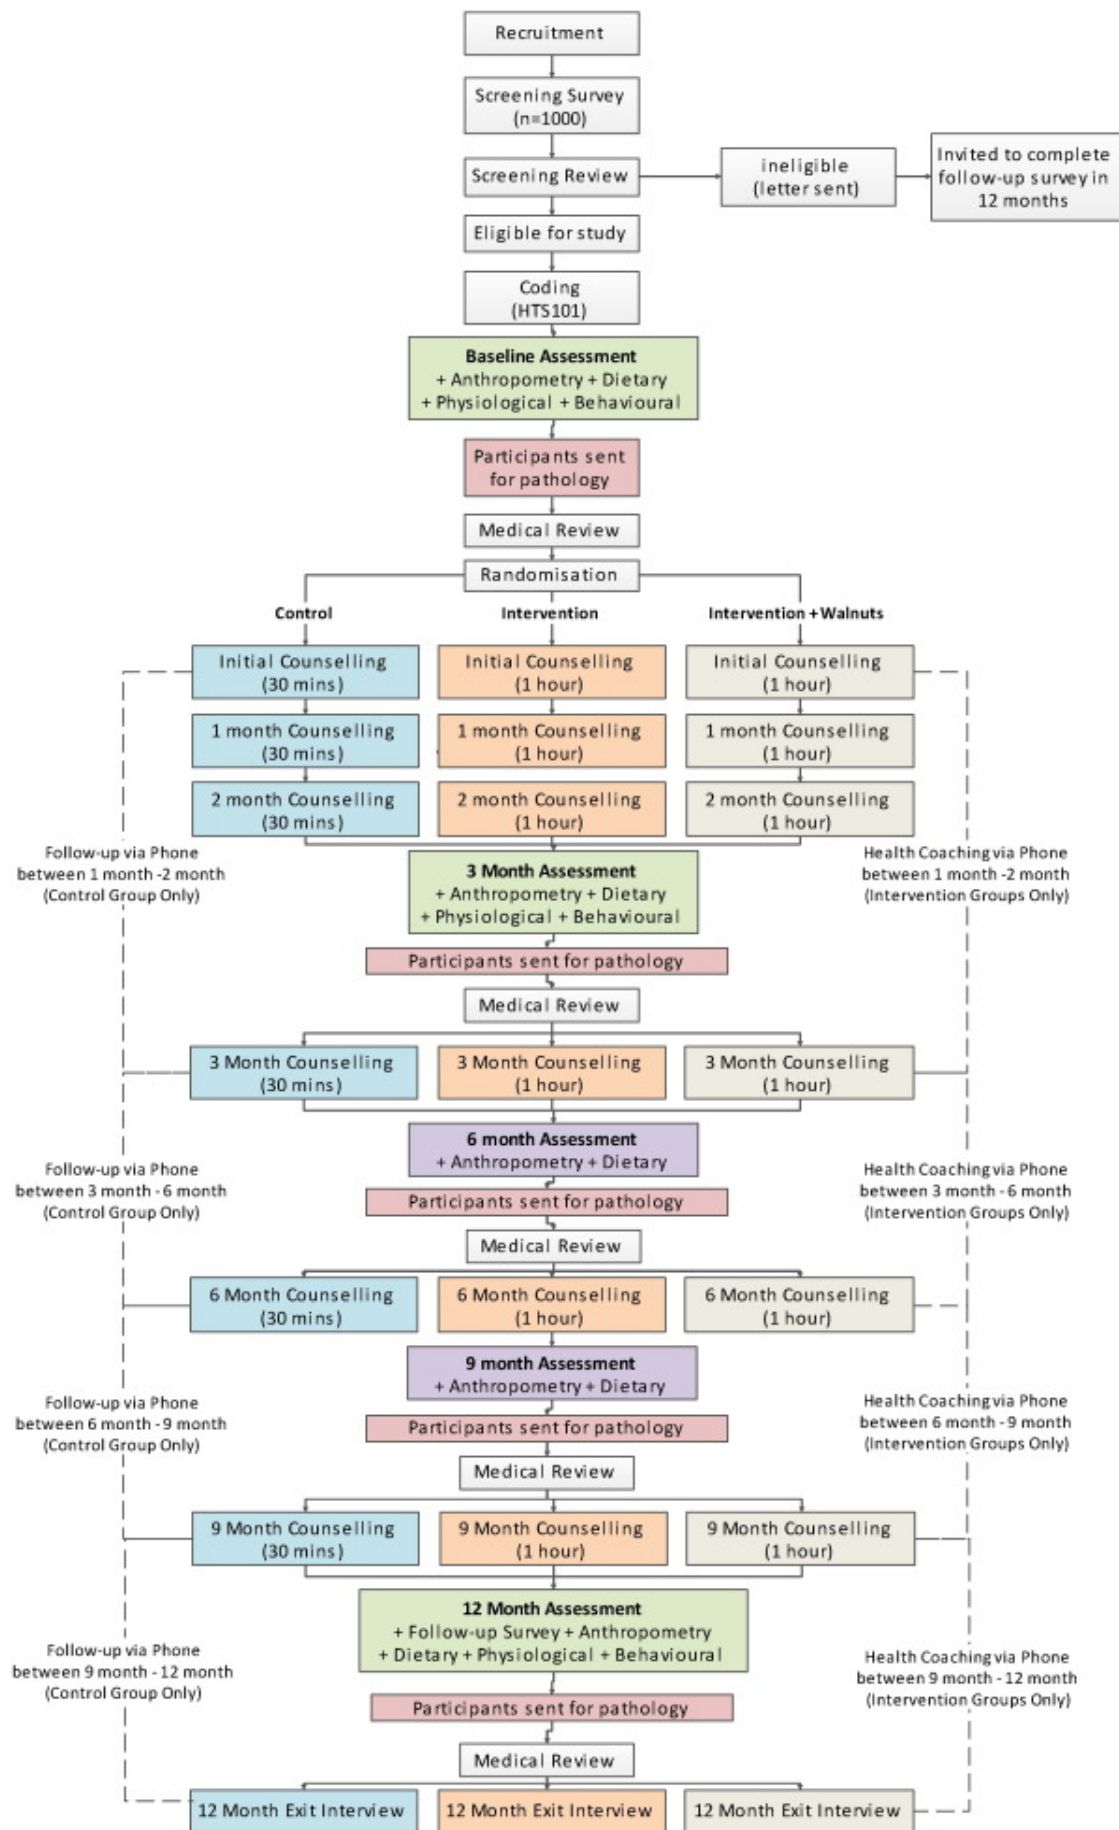 Recruitment
Screening Survey
(n=1000)
Screening Review
ineligible
(letter sent)
Invited to complete
follow-up survey in
12 months
Eligible for study
Coding
(HTS101)
Baseline Assessment
+ Anthropometry + Dietary
+ Physiological + Behavioural
Participants sent
for pathology
Medical Review
Randomisation
Control
Intervention
Intervention + Walnuts
Initial Counselling
(30 mins)
Initial Counselling
(1 hour)
Initial Counselling
(1 hour)
1 month Counselling
(30 mins)
1 month Counselling
(1 hour)
1 month Counselling
(1 hour)
2 month Counselling
(30 mins)
2 month Counselling
(1 hour)
2 month Counselling
(1 hour)
Follow-up via Phone
between 1 month -2 month
(Control Group Only)
3 Month Assessment
+ Anthropometry + Dietary
+ Physiological + Behavioural
Health Coaching via Phone
between 1 month -2 month
(Intervention Groups Only)
Participants sent for pathology
Medical Review
3 Month Counselling
(30 mins)
3 Month Counselling
(1 hour)
3 Month Counselling
(1 hour)
6 month Assessment
+ Anthropometry + Dietary
Follow-up via Phone
between 3 month - 6 month
(Control Group Only)
Participants sent for pathology
Health Coaching via Phone
between 3 month - 6 month
(Intervention Groups Only)
Medical Review
6 Month Counselling
(30 mins)
6 Month Counselling
(1 hour)
6 Month Counselling
(1 hour)
9 month Assessment
+ Anthropometry + Dietary
Follow-up via Phone
between 6 month - 9 month
(Control Group Only)
Participants sent for pathology
Health Coaching via Phone
between 6 month - 9 month
(Intervention Groups Only)
Medical Review
9 Month Counselling
(30 mins)
9 Month Counselling
(1 hour)
9 Month Counselling
(1 hour)
12 Month Assessment
+ Follow-up Survey + Anthropometry
+ Dietary + Physiological + Behavioural
Follow-up via Phone
between 9 month - 12 month
(Control Group Only)
Health Coaching via Phone
between 9 month - 12 month
(Intervention Groups Only)
Participants sent for pathology
Medical Review
12 Month Exit Interview
12 Month Exit Interview
12 Month Exit Interview